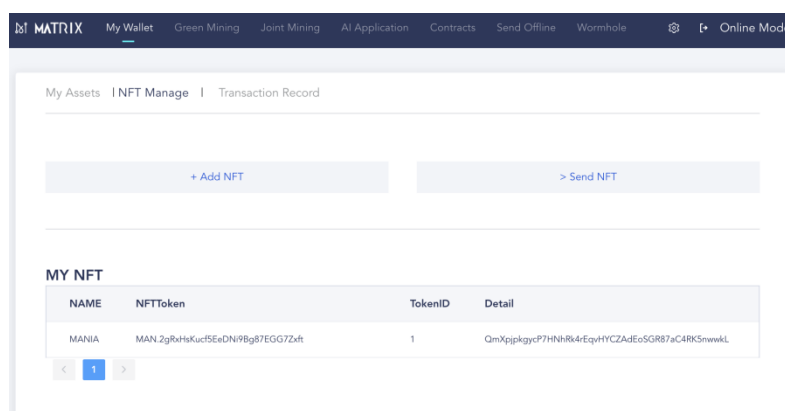 MATRIX My Wallet Green Mining Joint Mining AI Application Contracts Send Offline Wormhole Online Mod
My Assets | NFT Manage | Transaction Record
+ Add NFT > Send NFT
MY NFT
NAME NFTToken TokenID Detail
MANIA MAN.2gRxHsKucf5EeDNi9Bg87EGG7Zxft 1 QmXpjpkgycP7HNhRk4rEqvHYCZAdEoSGR87aC4RK5nwwkL
< 1 >